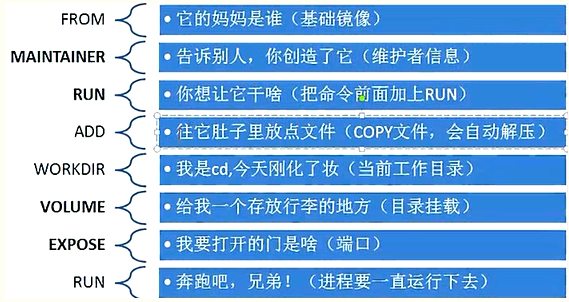 FROM • 它的妈妈是谁（基础镜像）
MAINTAINER • 告诉别人，你创造了它（维护者信息）
RUN • 你想让它干啥（把命令前面加上RUN）
ADD • 往它肚子里放点文件（COPY文件，会自动解压）
WORKDIR • 我是cd,今天刚化了妆（当前工作目录）
VOLUME • 给我一个存放行李的地方（目录挂载）
EXPOSE • 我要打开的门是啥（端口）
RUN • 奔跑吧，兄弟！（进程要一直运行下去）